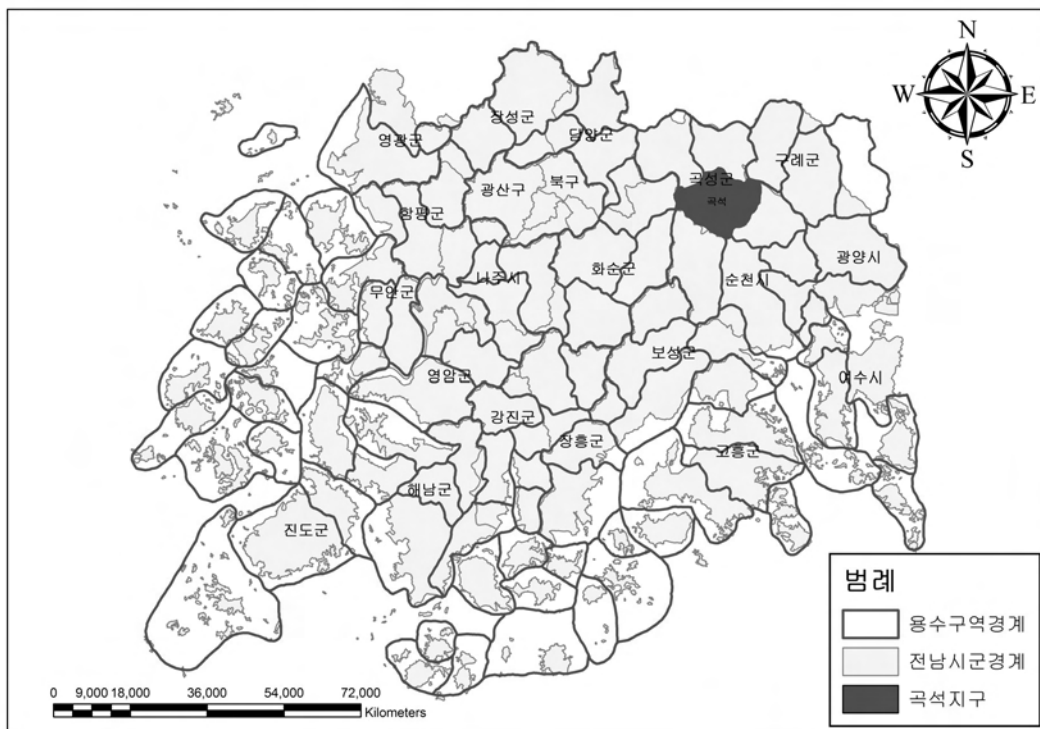 N
W
E
S
장성군
담양군
영광군
구례군
곡성군
북구
광산구
곡석
함평군
화순군
광양시
나주시
순천시
무안군
보성군
영암군
여수시
강진군
장흥군
고흥군
해남군
진도군
범례
용수구역경계
전남시군경계
곡석지구
0 9,000 18,000 36,000 54,000 72,000
Kilometers